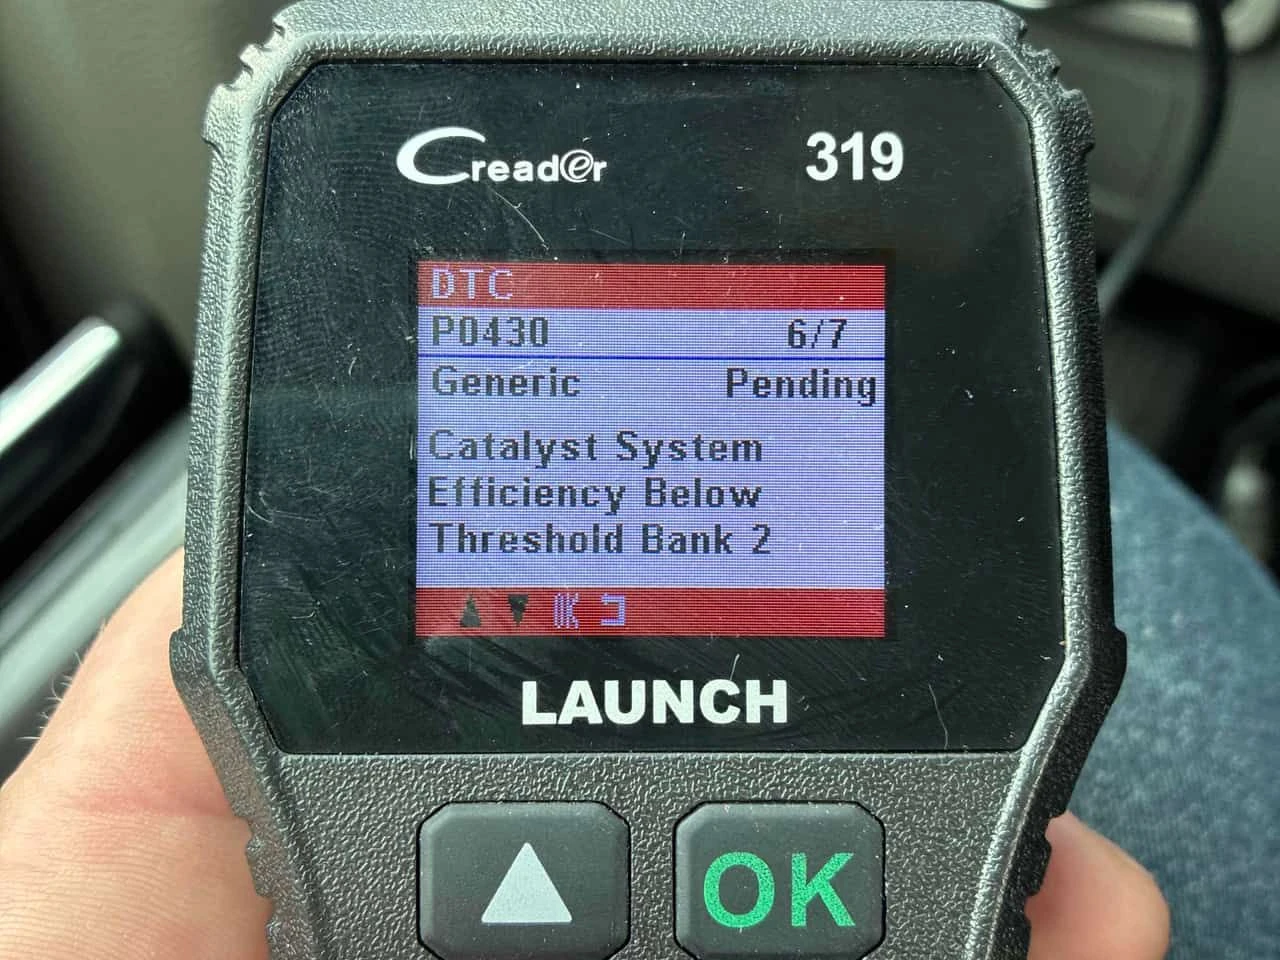 Creader 319
DTC
P0430 6/7
Generic Pending
Catalyst System
Efficiency Below
Threshold Bank 2
▲ ▼ OK
LAUNCH
▲ OK